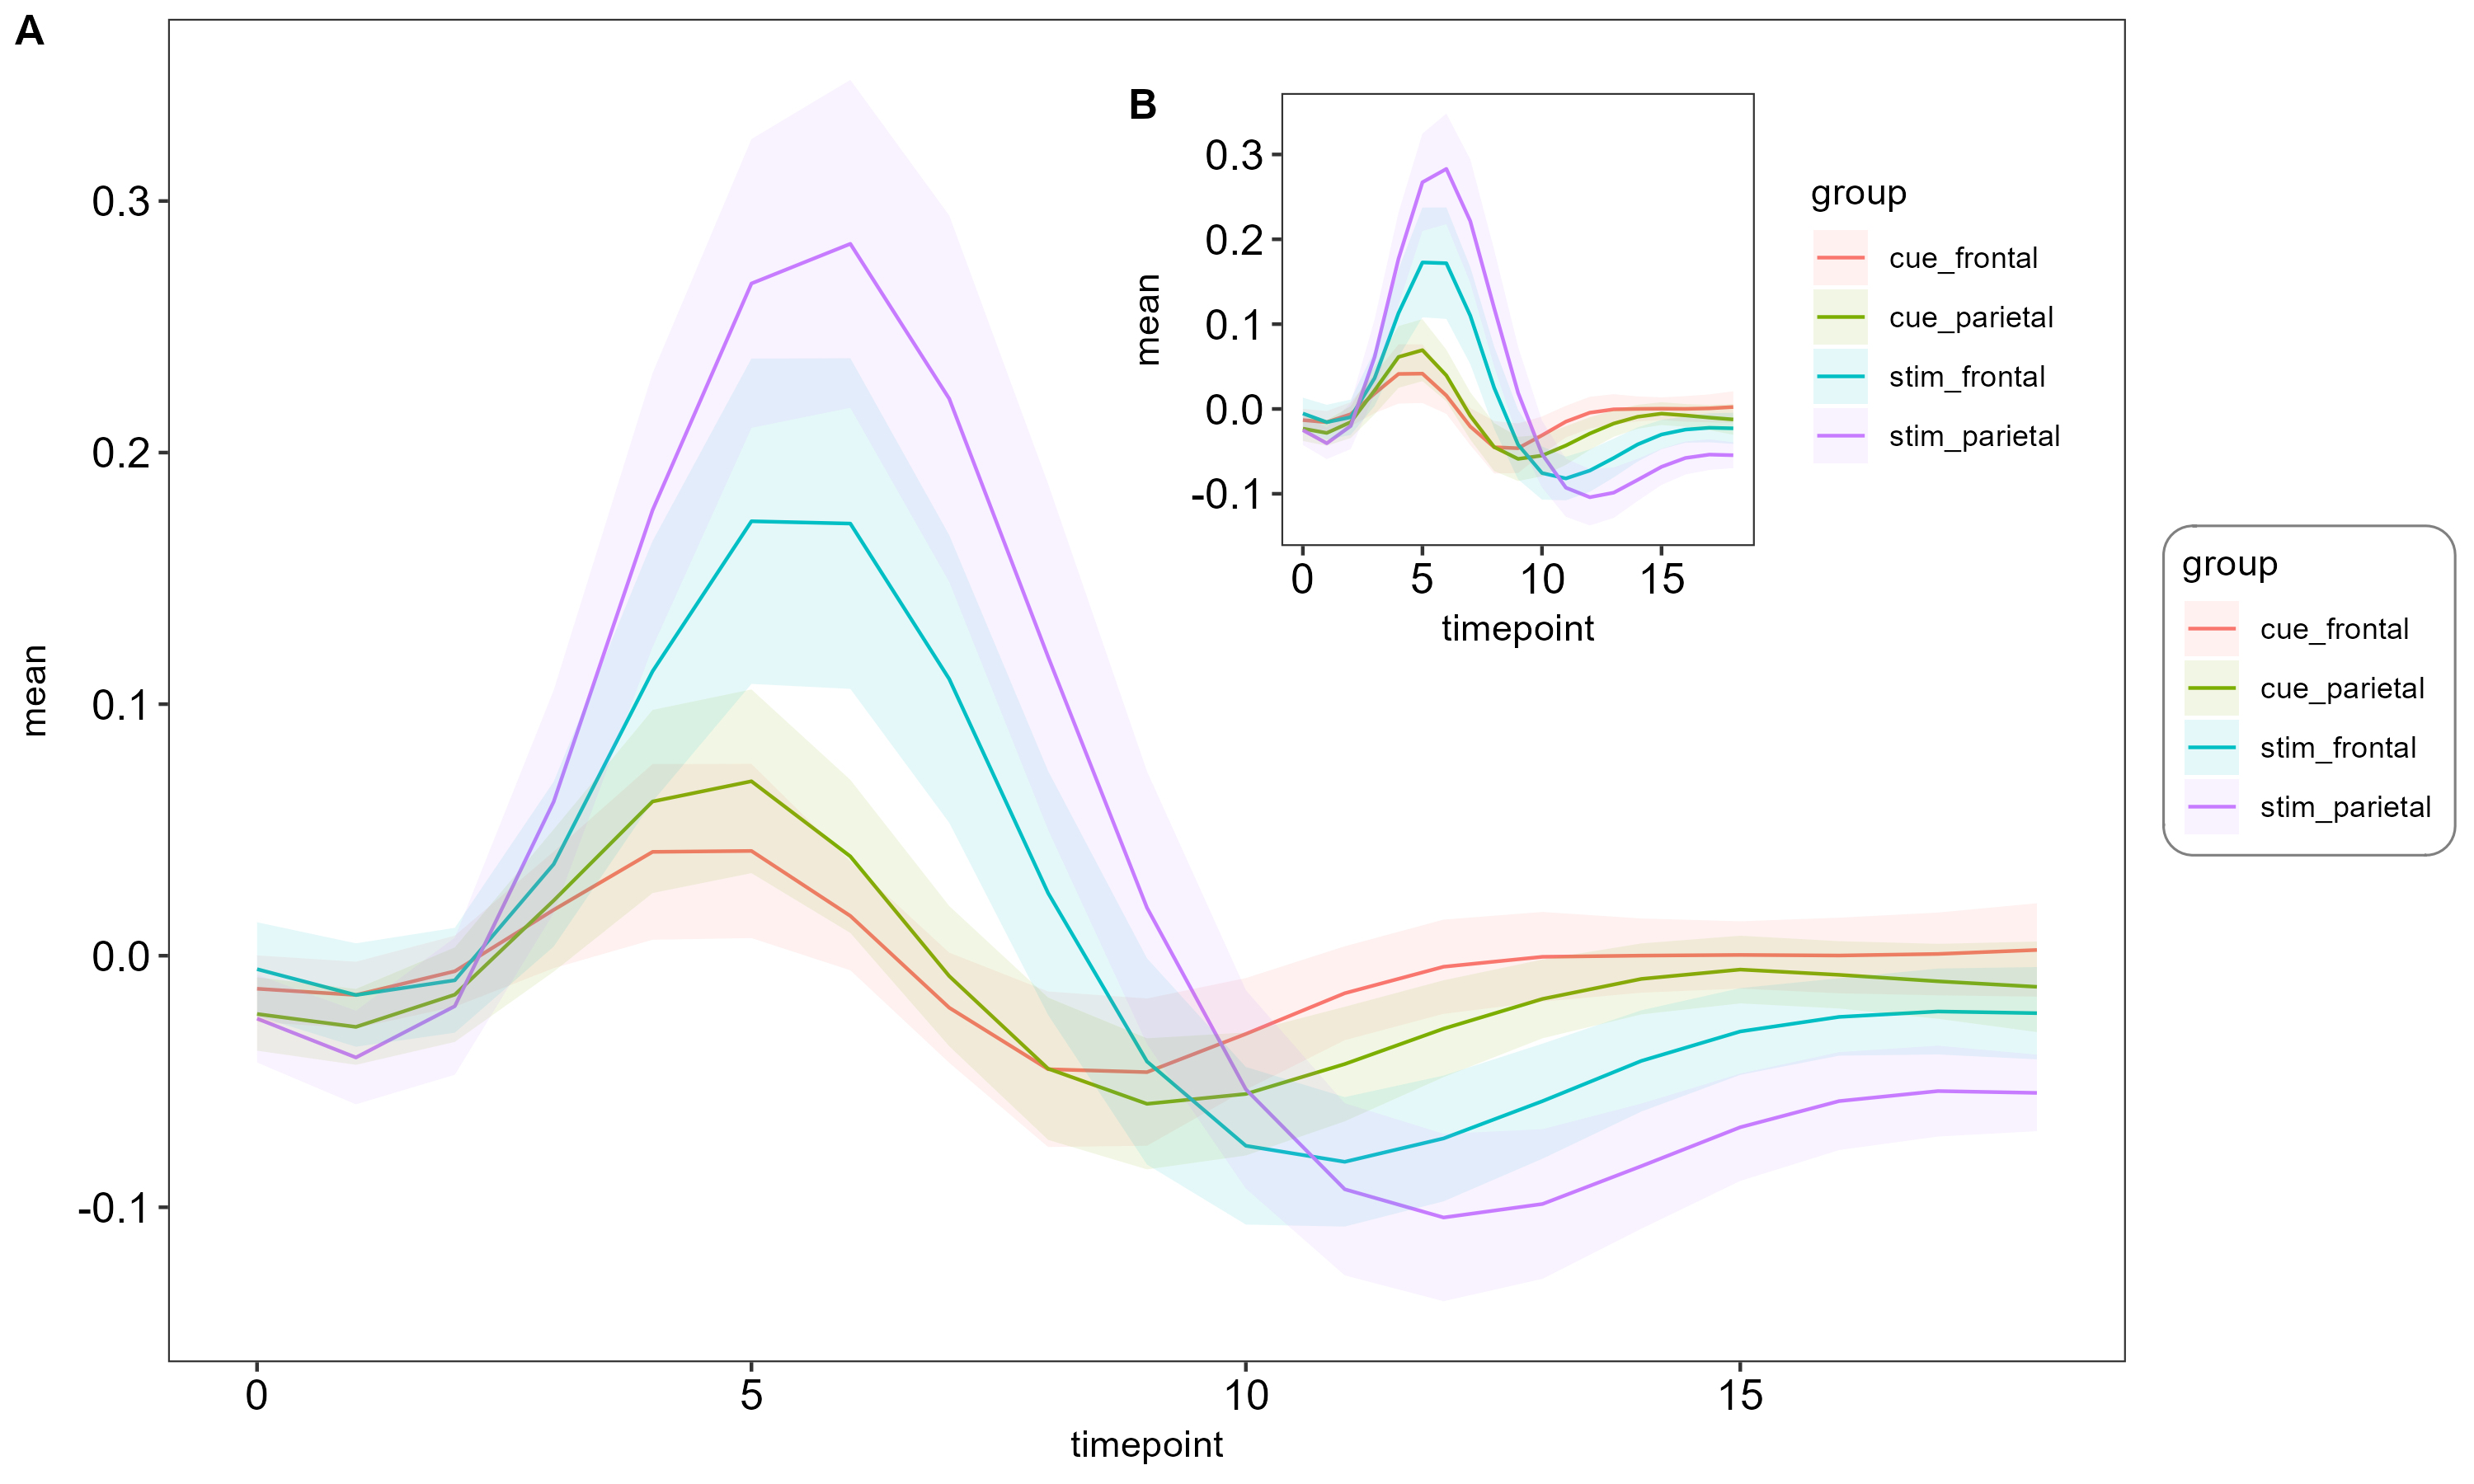 A
mean
0.3
0.2
0.1
0.0
-0.1
0
5
10
15
timepoint
B
mean
0.3
0.2
0.1
0.0
-0.1
0
5
10
15
timepoint
group
cue_frontal
cue_parietal
stim_frontal
stim_parietal
group
cue_frontal
cue_parietal
stim_frontal
stim_parietal